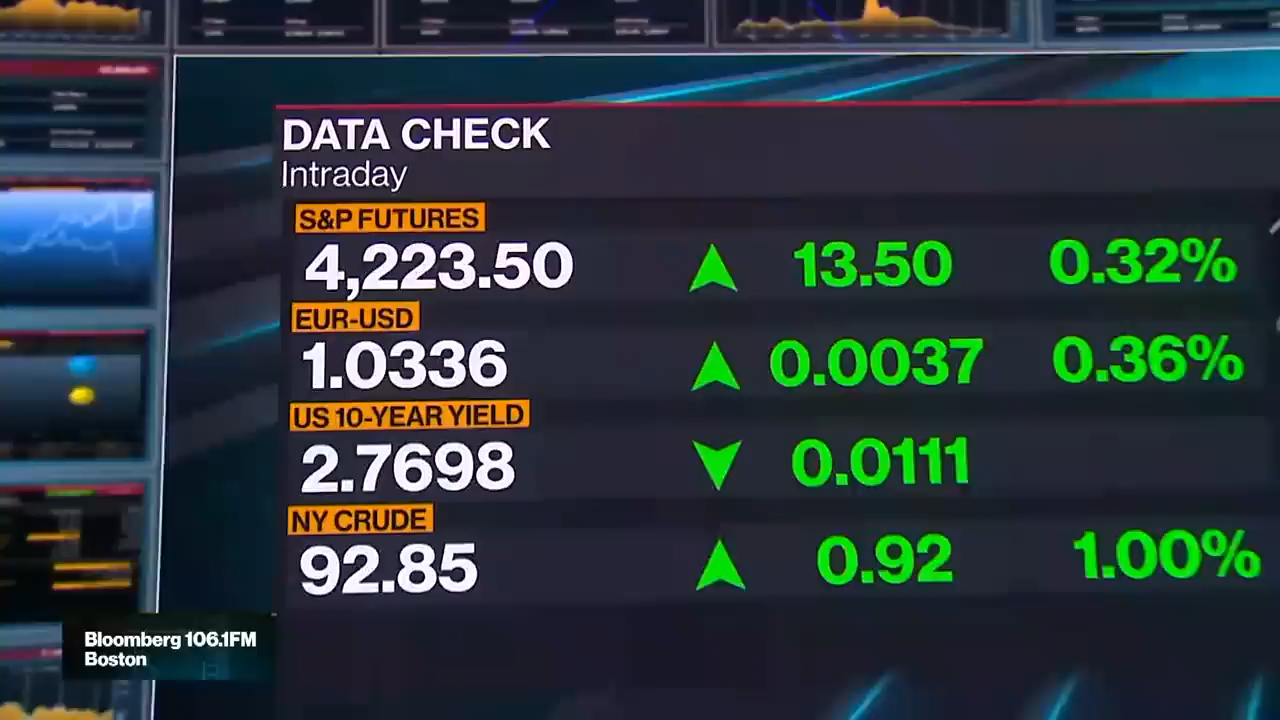 DATA CHECK
Intraday
S&P FUTURES
4,223.50 ▲ 13.50 0.32%
EUR-USD
1.0336 ▲ 0.0037 0.36%
US 10-YEAR YIELD
2.7698 ▼ 0.0111
NY CRUDE
92.85 ▲ 0.92 1.00%
Bloomberg 106.1FM
Boston